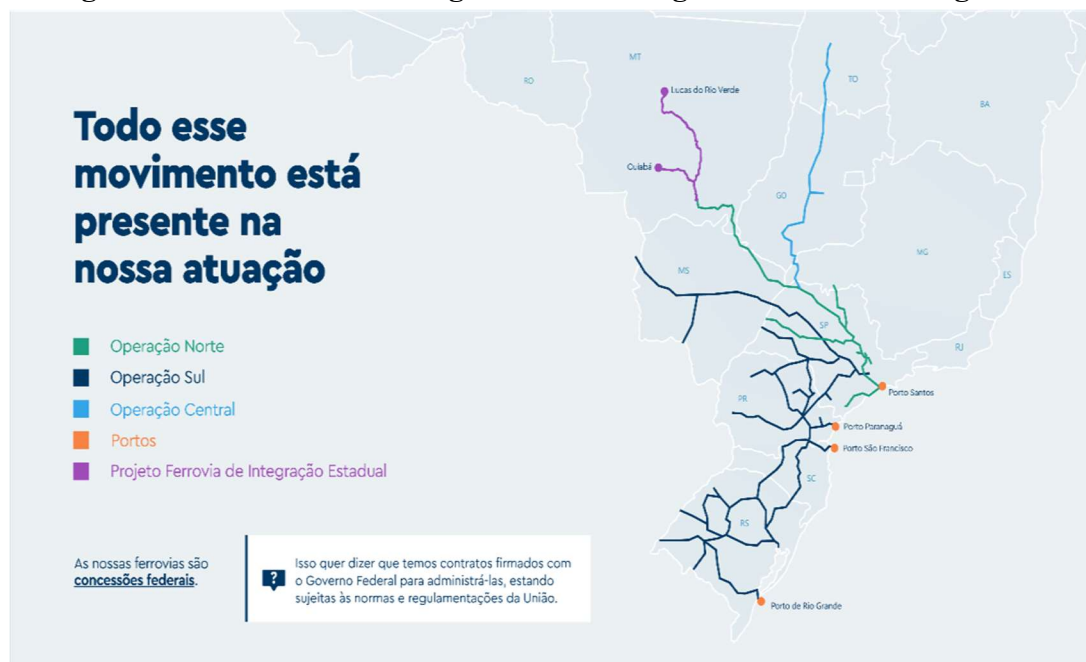 Todo esse
movimento está
presente na
nossa atuação
Operação Norte
Operação Sul
Operação Central
Portos
Projeto Ferrovia de Integração Estadual
As nossas ferrovias são
concessões federais.
?
Isso quer dizer que temos contratos firmados com
o Governo Federal para administrá-las, estando
sujeitas às normas e regulamentações da União.
RO
MT
Lucas do Rio Verde
TO
BA
Cuiabá
GO
MG
ES
MS
SP
RJ
Porto Santos
PR
Porto Paranaguá
Porto São Francisco
SC
RS
Porto de Rio Grande